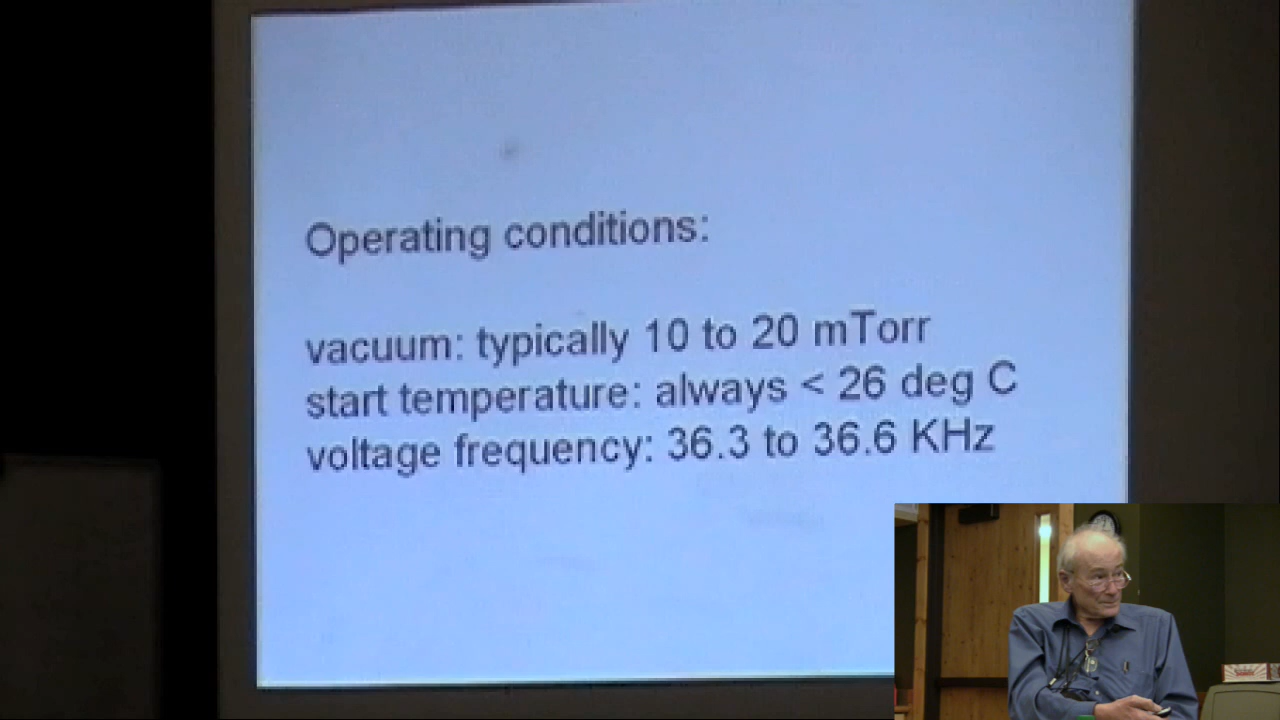 Operating conditions:
vacuum: typically 10 to 20 mTorr
start temperature: always < 26 deg C
voltage frequency: 36.3 to 36.6 KHz